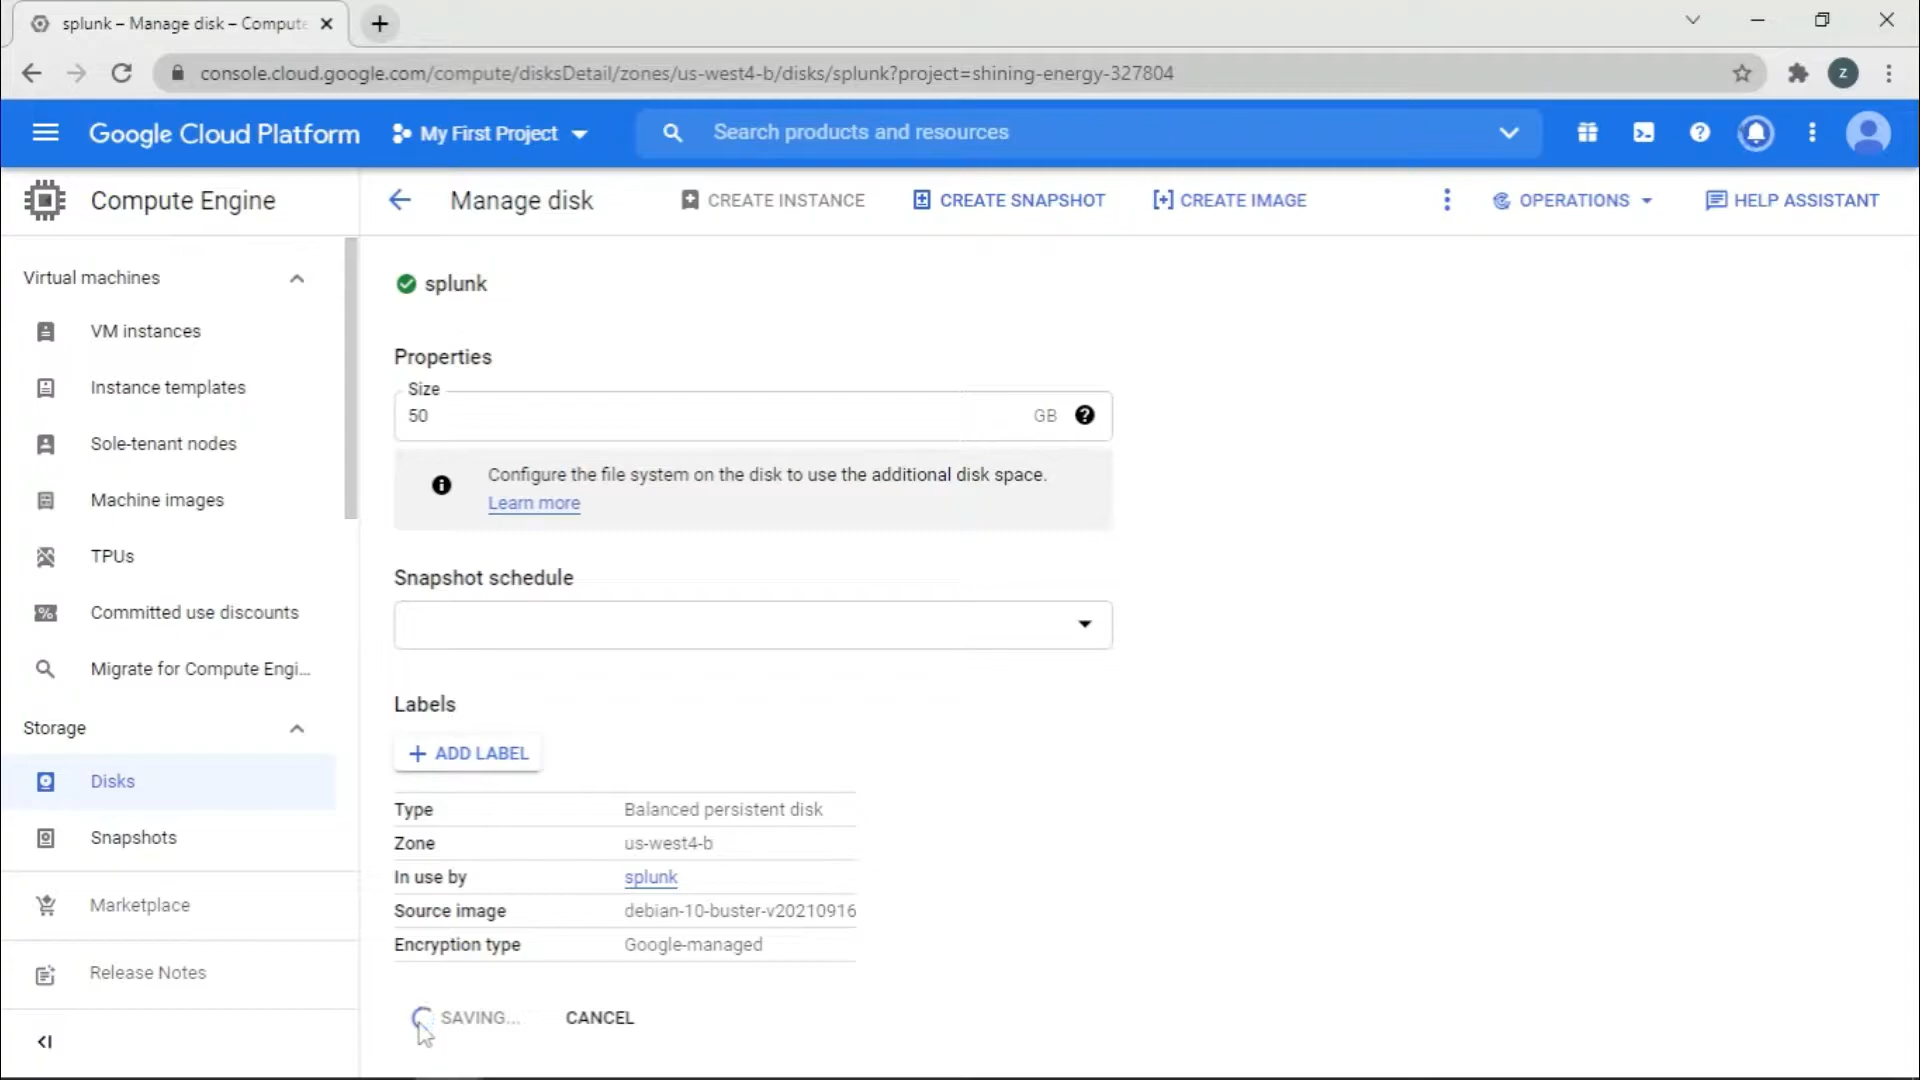 splunk – Manage disk – Compute
console.cloud.google.com/compute/disksDetail/zones/us-west4-b/disks/splunk?project=shining-energy-327804
z
Google Cloud Platform
My First Project
Search products and resources
Compute Engine
Manage disk
CREATE INSTANCE
CREATE SNAPSHOT
CREATE IMAGE
OPERATIONS
HELP ASSISTANT
Virtual machines
VM instances
Instance templates
Sole-tenant nodes
Machine images
TPUs
Committed use discounts
Migrate for Compute Engi...
Storage
Disks
Snapshots
Marketplace
Release Notes
splunk
Properties
Size
50
GB
Configure the file system on the disk to use the additional disk space.
Learn more
Snapshot schedule
Labels
ADD LABEL
Type Balanced persistent disk
Zone us-west4-b
In use by splunk
Source image debian-10-buster-v20210916
Encryption type Google-managed
SAVING...
CANCEL